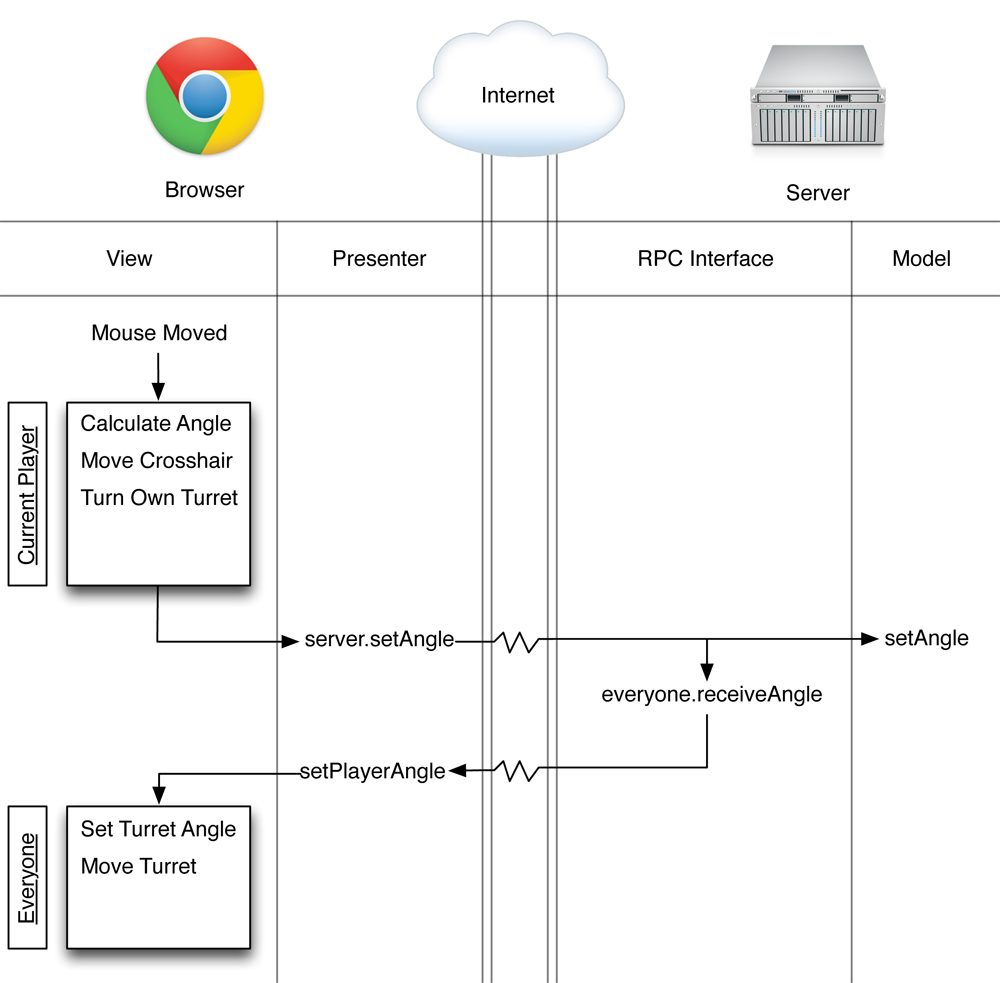 Internet
Browser
Server
View
Presenter
RPC Interface
Model
Mouse Moved
Current Player
Calculate Angle
Move Crosshair
Turn Own Turret
server.setAngle
setAngle
everyone.receiveAngle
setPlayerAngle
Everyone
Set Turret Angle
Move Turret